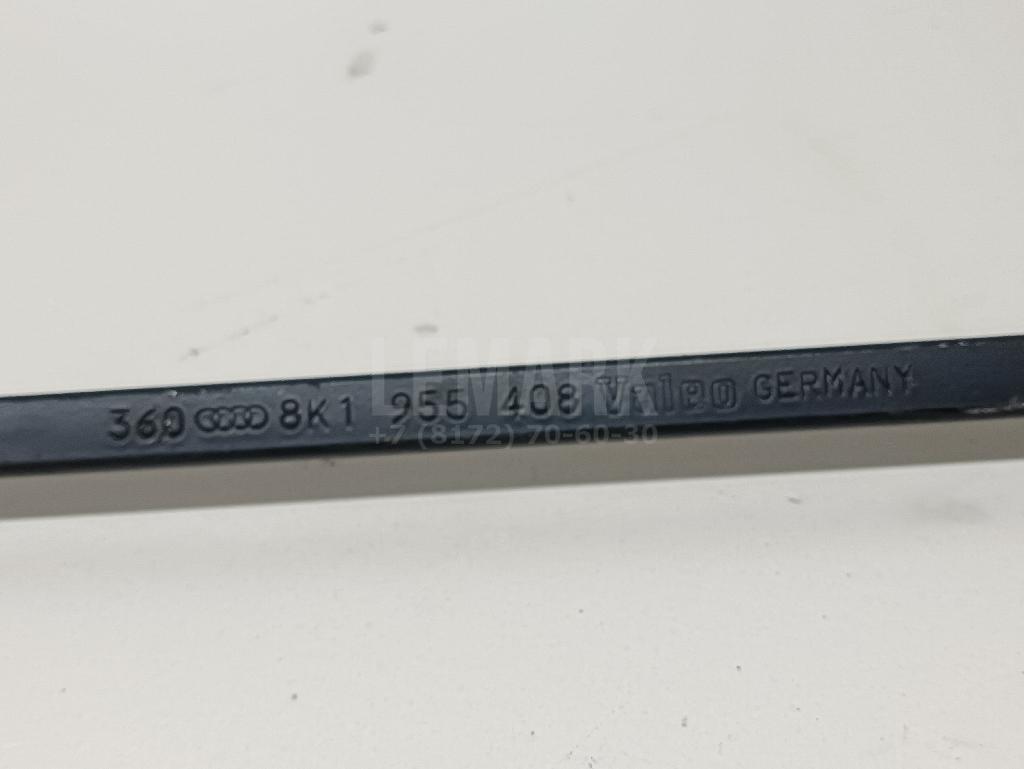 LEMARK
360 8K1 955 408 Valeo GERMANY
+7 (8172) 70-60-30